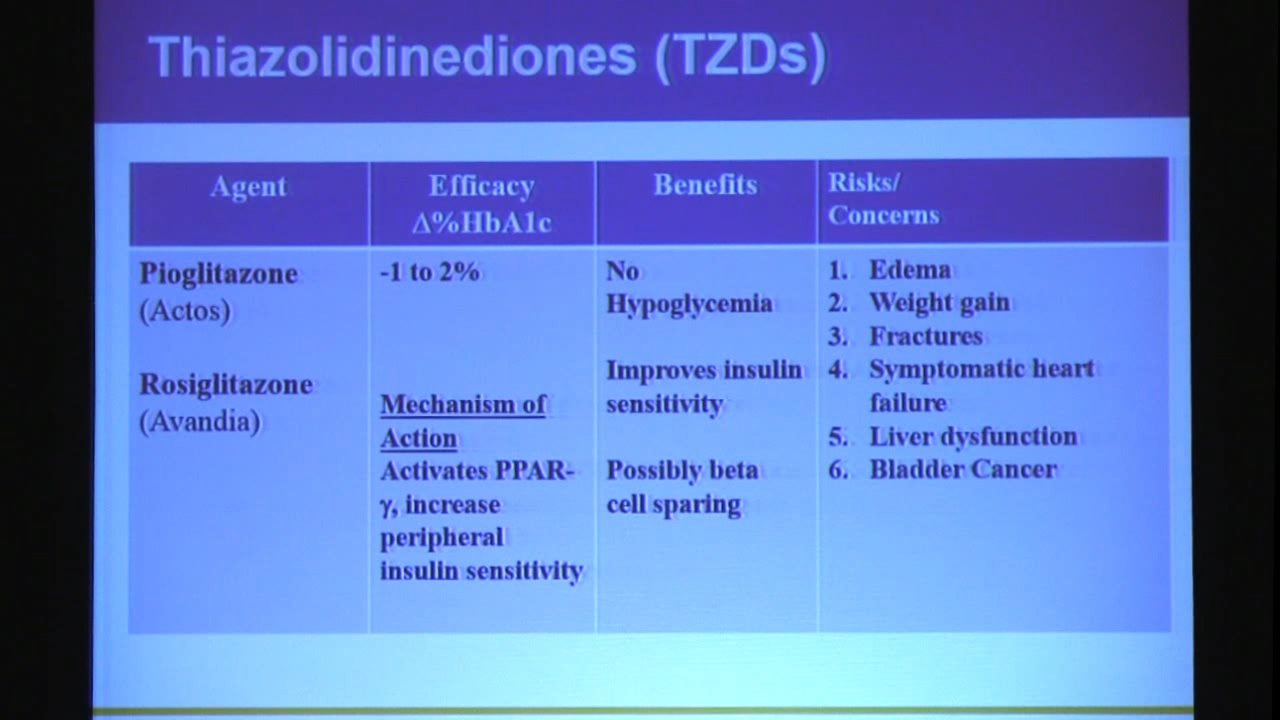 Thiazolidinediones (TZDs)
Agent
Efficacy
Δ%HbA1c
Benefits
Risks/
Concerns
Pioglitazone
(Actos)
Rosiglitazone
(Avandia)
-1 to 2%
Mechanism of
Action
Activates PPAR-
γ, increase
peripheral
insulin sensitivity
No
Hypoglycemia
Improves insulin
sensitivity
Possibly beta
cell sparing
1. Edema
2. Weight gain
3. Fractures
4. Symptomatic heart
failure
5. Liver dysfunction
6. Bladder Cancer